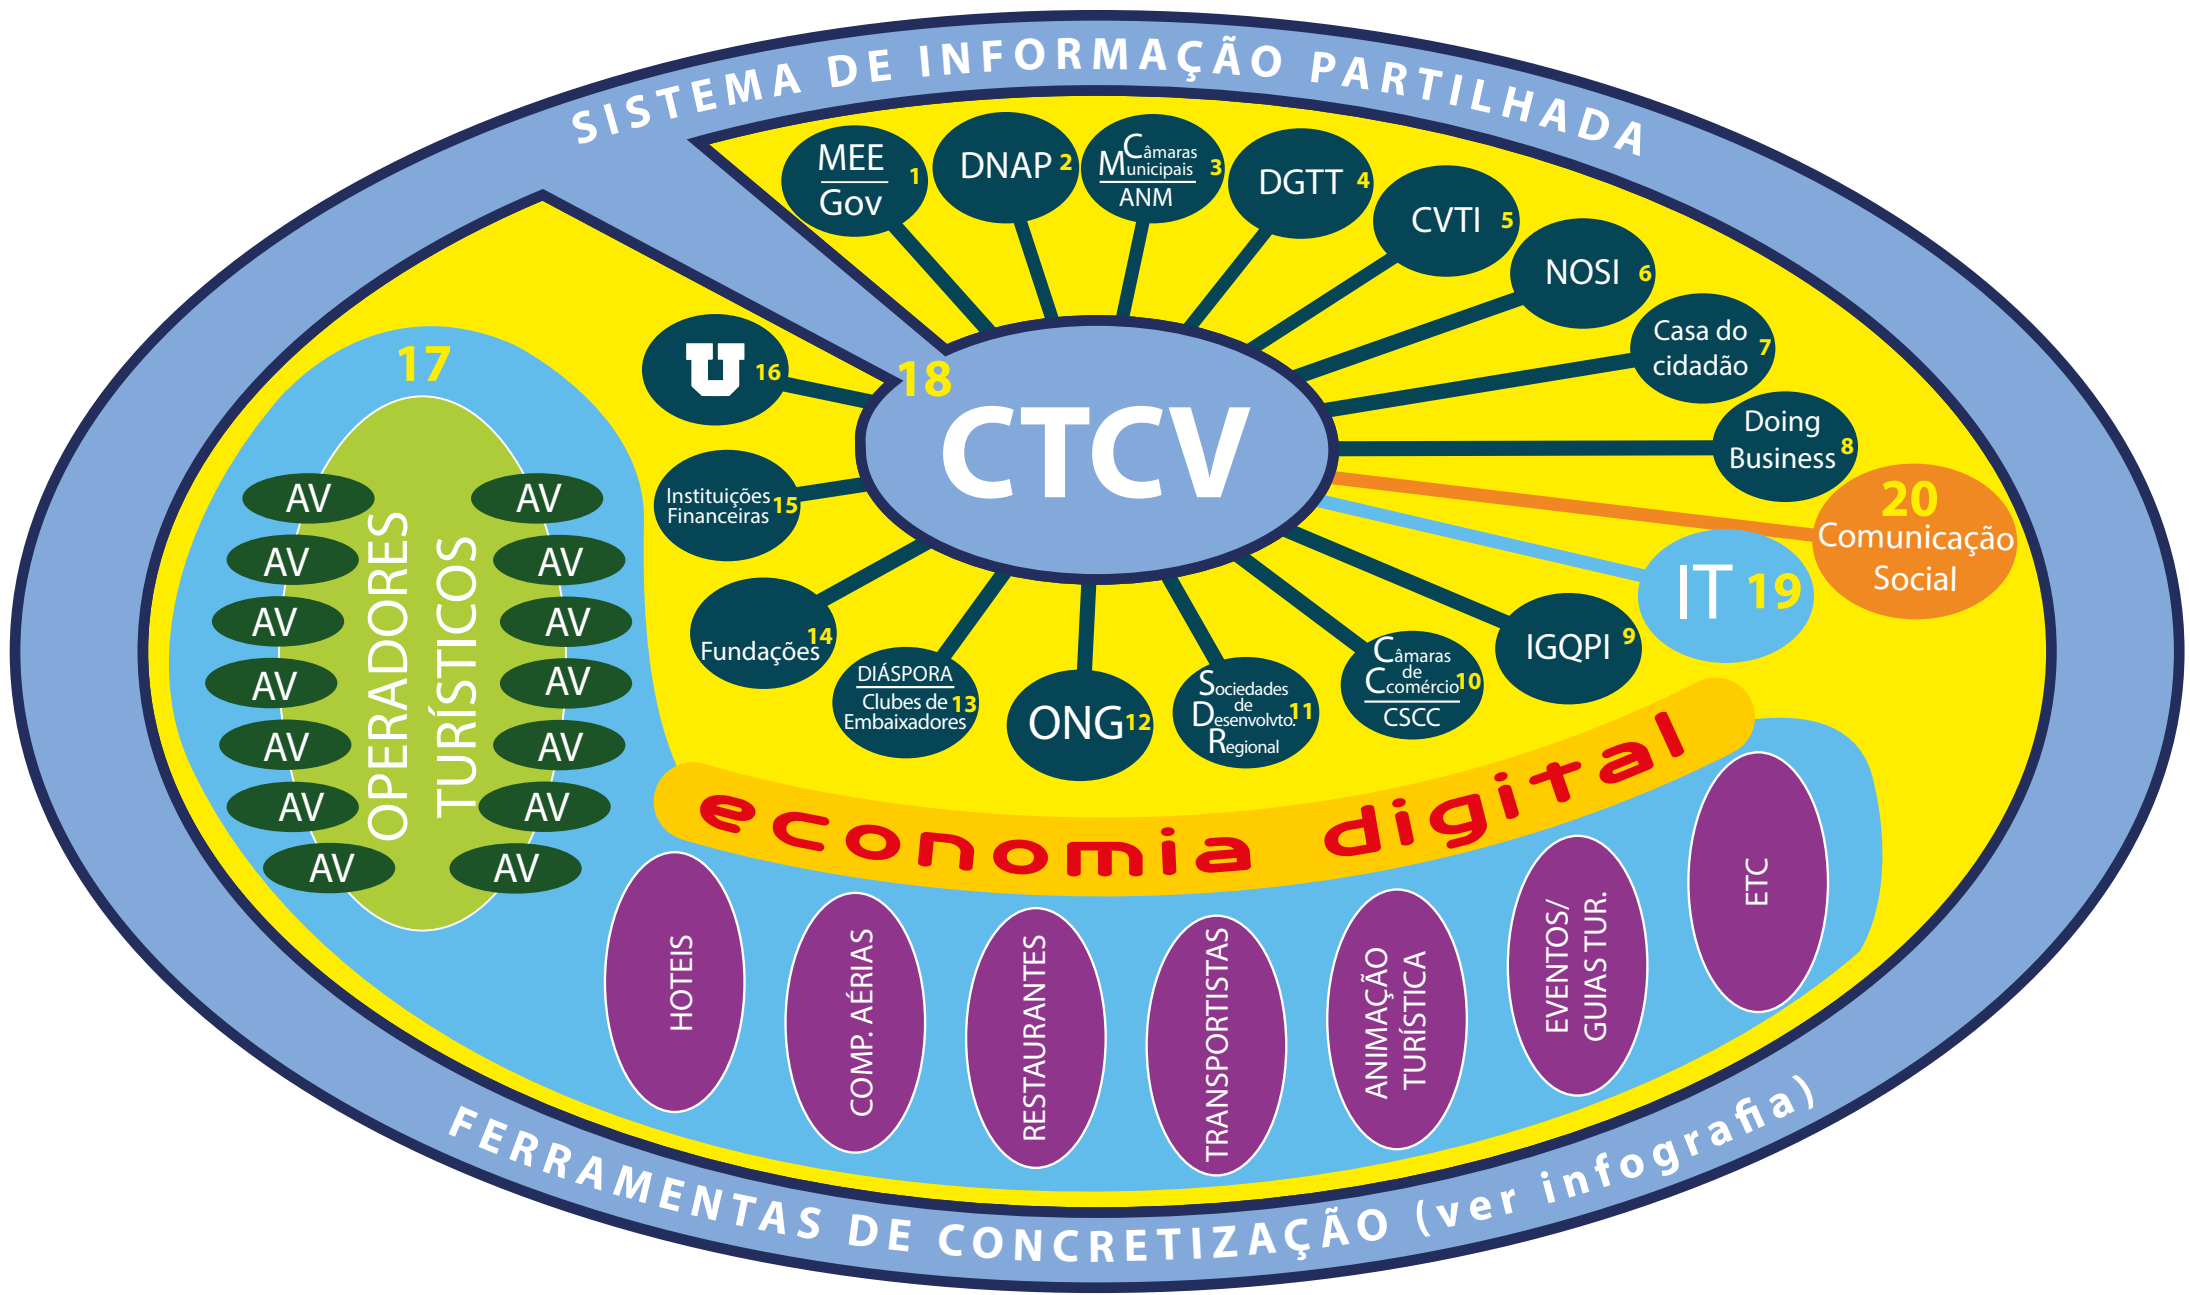 SISTEMA DE INFORMAÇÃO PARTILHADA
MEE
Gov
1
DNAP 2
Câmaras
Municipais
ANM
3
DGTT 4
CVTI 5
NOSI 6
Casa do
cidadão
7
Doing
Business
8
20
Comunicação
Social
IT 19
IGQPI 9
Câmaras
de
Ccomércio
CSCC
10
Sociedades
de
Desenvolvto.
Regional
11
ONG 12
DIÁSPORA
Clubes de
Embaixadores
13
Fundações 14
Instituições
Financeiras
15
U 16
18
CTCV
17
OPERADORES
TURÍSTICOS
AV
AV
AV
AV
AV
AV
AV
AV
AV
AV
AV
AV
AV
AV
economia digital
HOTEIS
COMP. AÉRIAS
RESTAURANTES
TRANSPORTISTAS
ANIMAÇÃO
TURÍSTICA
EVENTOS/
GUIAS TUR.
ETC
FERRAMENTAS DE CONCRETIZAÇÃO (ver infografia)